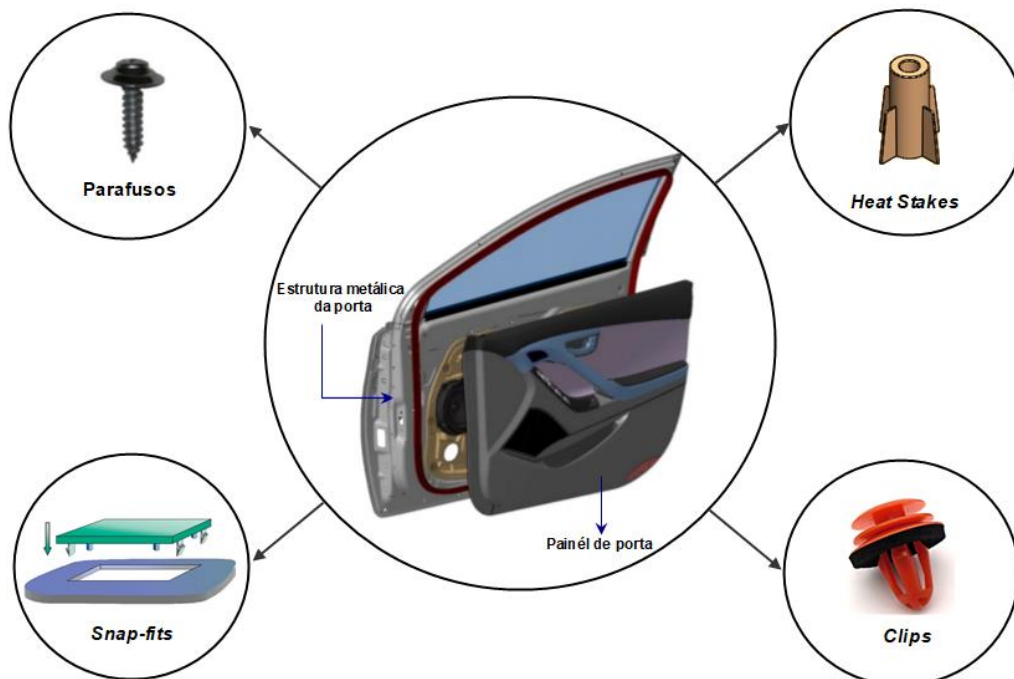 Parafusos
Heat Stakes
Estrutura metálica
da porta
Painél de porta
Snap-fits
Clips